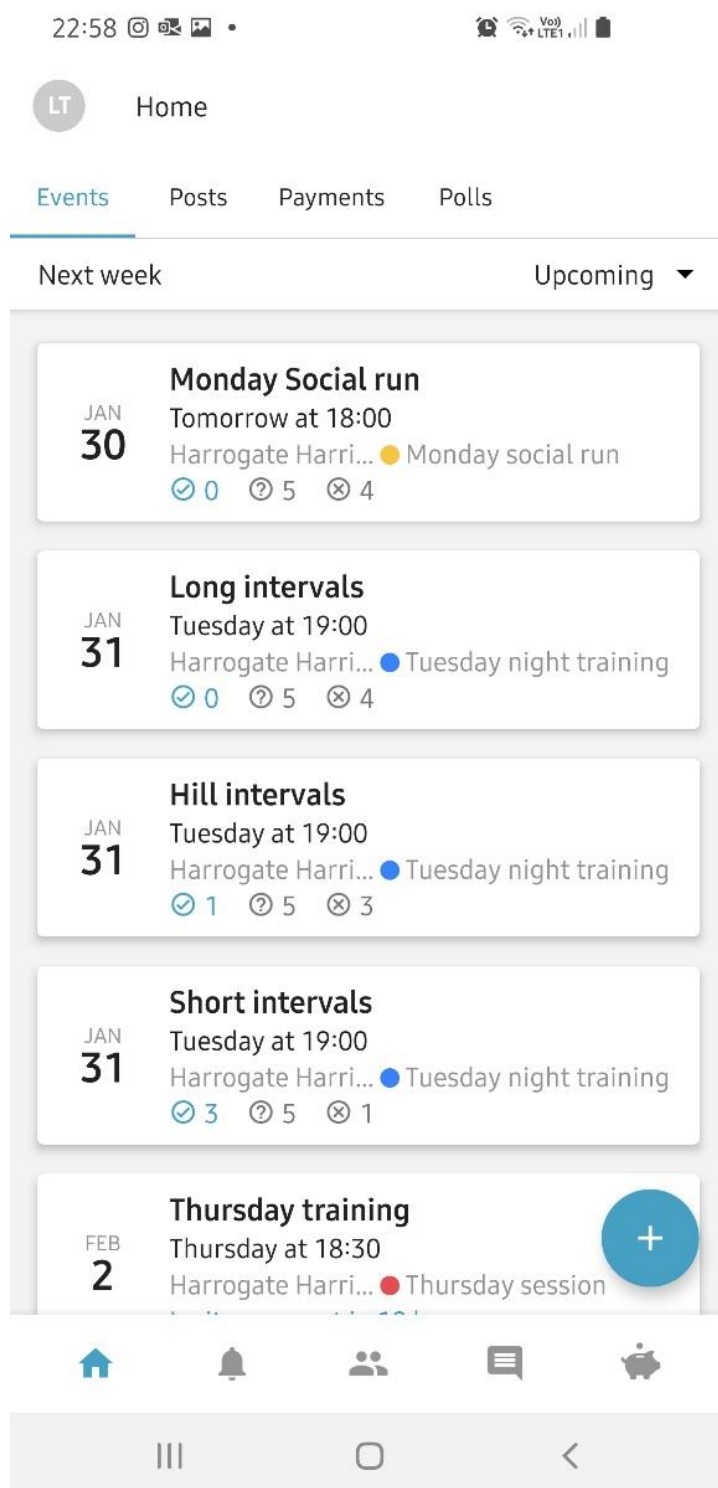 22:58
Vo)) LTE1
LT Home
Events Posts Payments Polls
Next week Upcoming
Monday Social run
JAN
30
Tomorrow at 18:00
Harrogate Harri... Monday social run
0 5 4
Long intervals
JAN
31
Tuesday at 19:00
Harrogate Harri... Tuesday night training
0 5 4
Hill intervals
JAN
31
Tuesday at 19:00
Harrogate Harri... Tuesday night training
1 5 3
Short intervals
JAN
31
Tuesday at 19:00
Harrogate Harri... Tuesday night training
3 5 1
Thursday training
FEB
2
Thursday at 18:30
Harrogate Harri... Thursday session